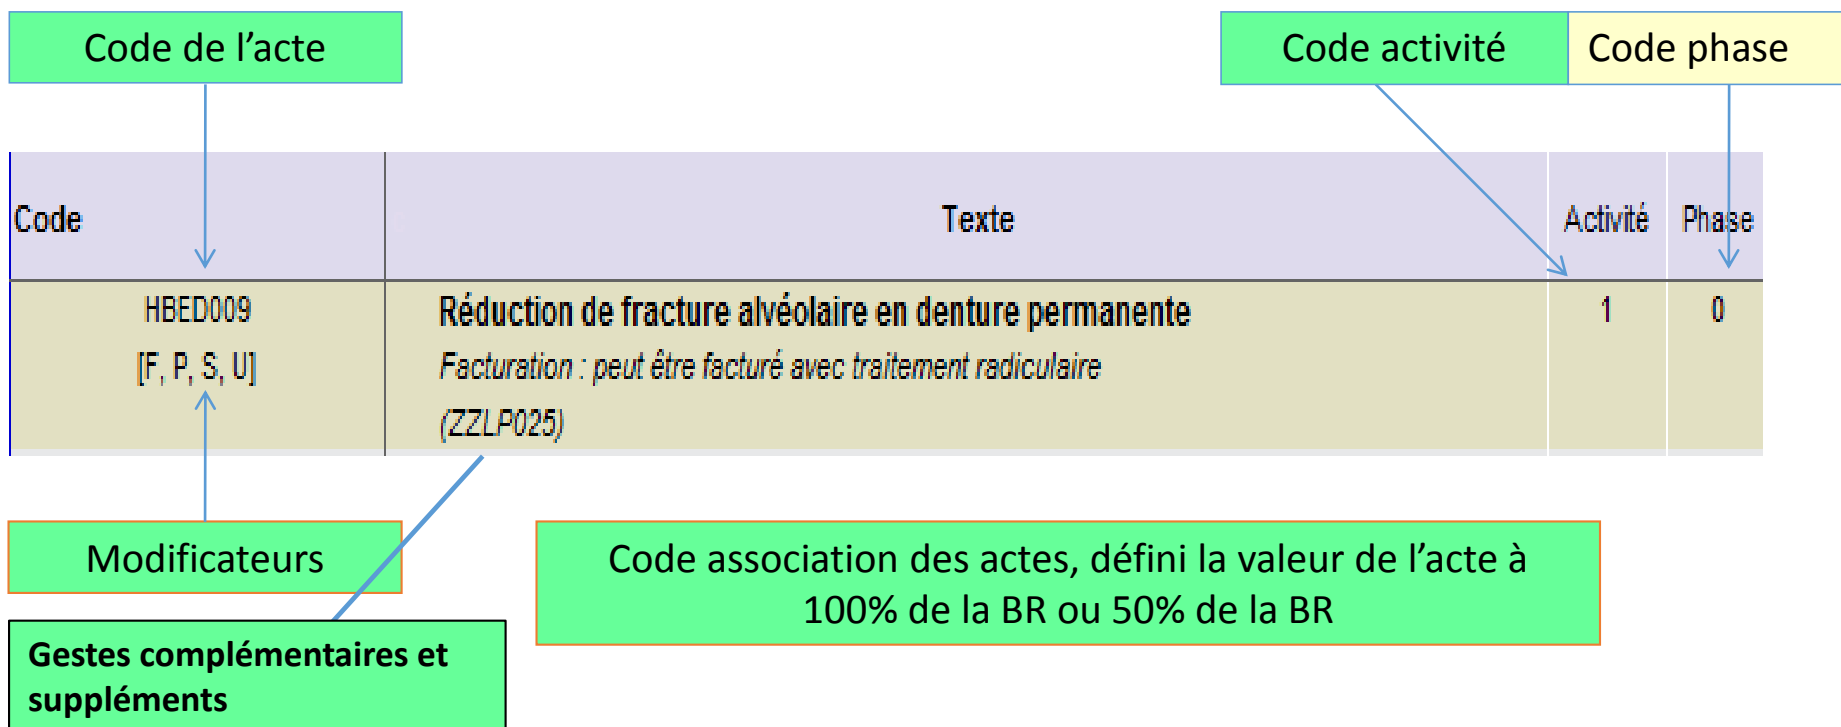 Code de l’acte
Code activité
Code phase
Code
Texte
Activité
Phase
HBED009
Réduction de fracture alvéolaire en denture permanente
1
0
[F, P, S, U]
Facturation : peut être facturé avec traitement radiculaire
(ZZLP025)
Modificateurs
Code association des actes, défini la valeur de l’acte à
100% de la BR ou 50% de la BR
Gestes complémentaires et
suppléments